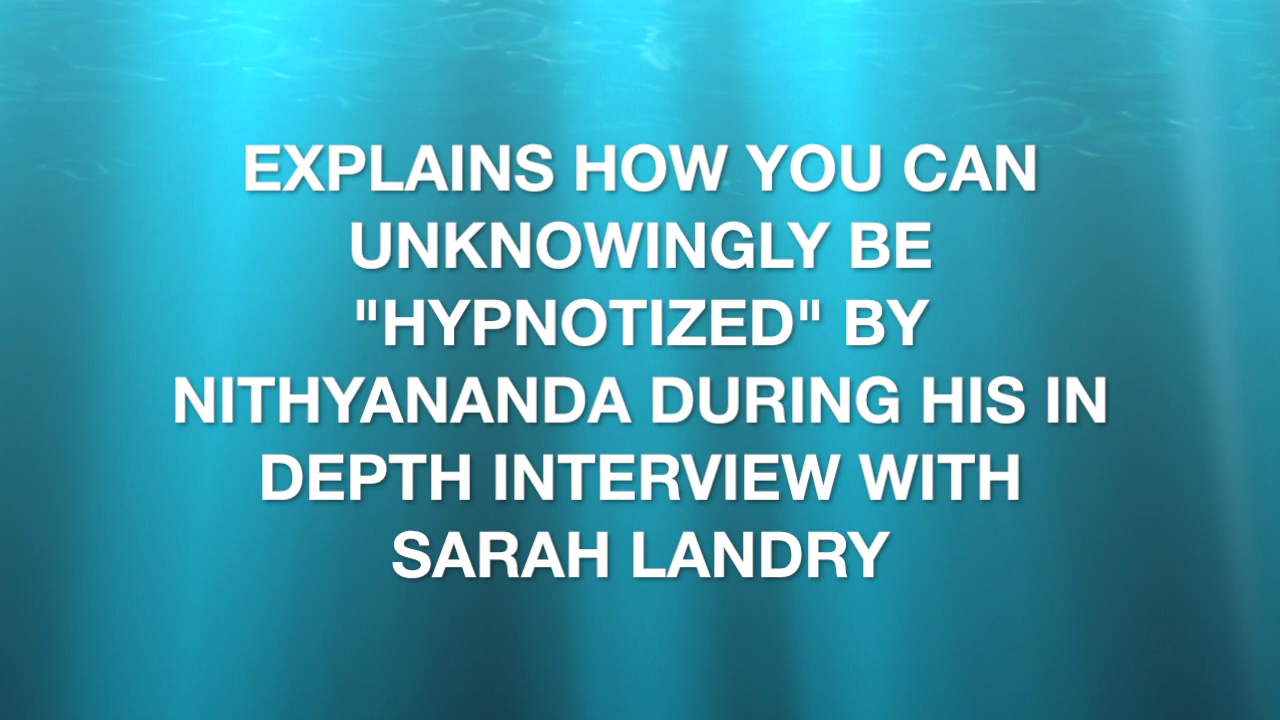 EXPLAINS HOW YOU CAN
UNKNOWINGLY BE
"HYPNOTIZED" BY
NITHYANANDA DURING HIS IN
DEPTH INTERVIEW WITH
SARAH LANDRY